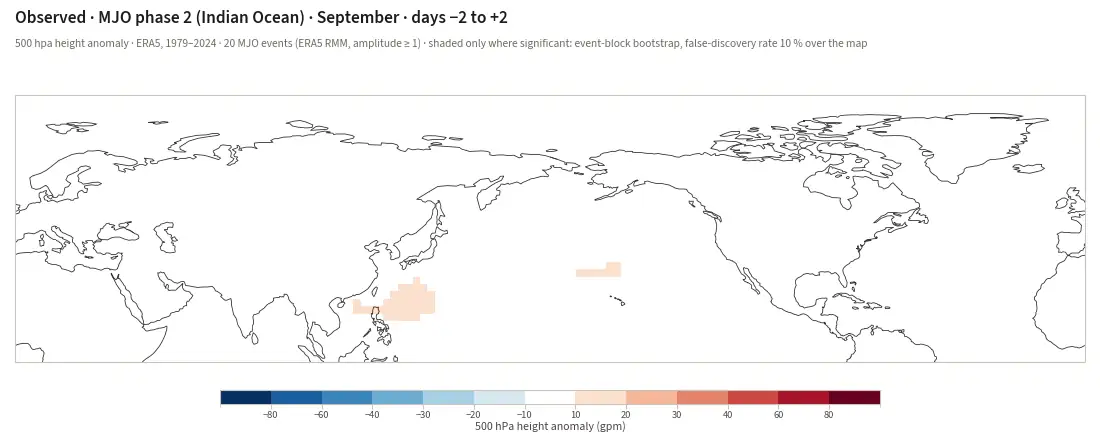 Observed · MJO phase 2 (Indian Ocean) · September · days −2 to +2
500 hpa height anomaly · ERA5, 1979–2024 · 20 MJO events (ERA5 RMM, amplitude ≥ 1) · shaded only where significant: event-block bootstrap, false-discovery rate 10 % over the map
−80 −60 −40 −30 −20 −10 10 20 30 40 60 80
500 hPa height anomaly (gpm)